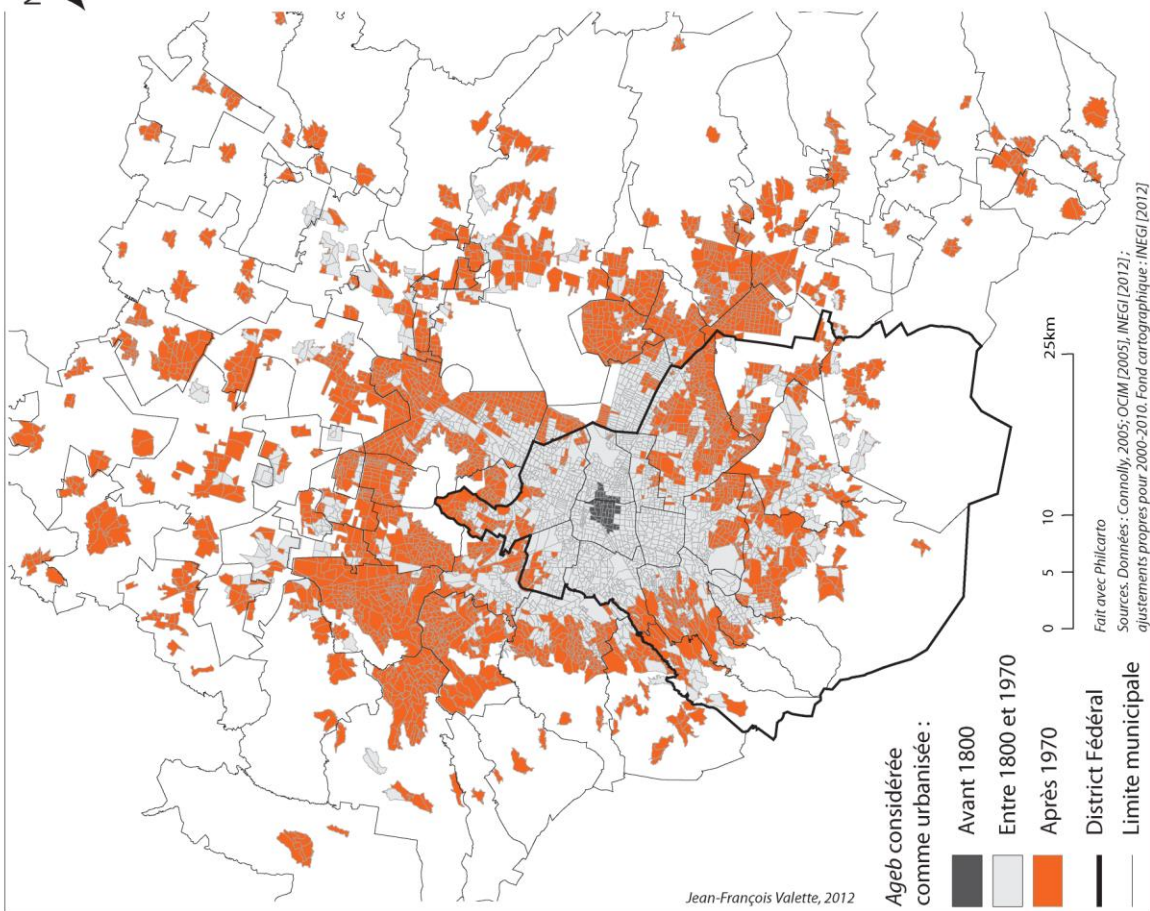 N
25km
10
5
0
Fait avec Philcarto
Sources. Données : Connolly, 2005; OCIM [2005], INEGI [2012] ;
ajustements propres pour 2000-2010. Fond cartographique : INEGI [2012]
Jean-François Valette, 2012
Ageb considérée
comme urbanisée :
Avant 1800
Entre 1800 et 1970
Après 1970
District Fédéral
Limite municipale